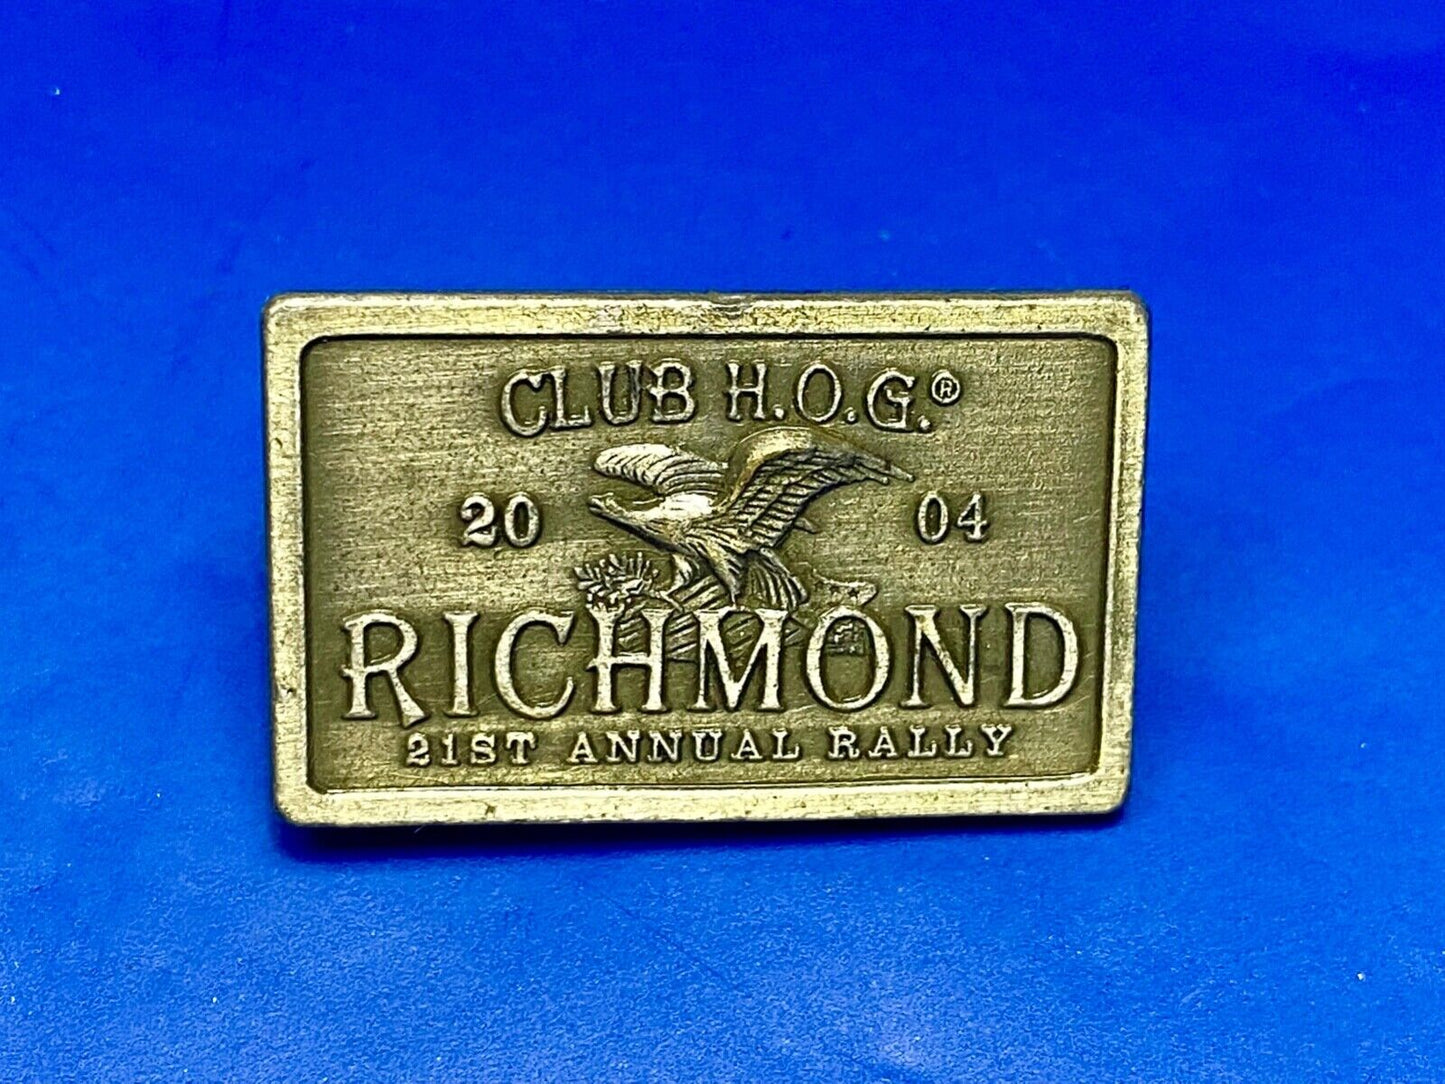 CLUB H.O.G.®
20 04
RICHMOND
21ST ANNUAL RALLY